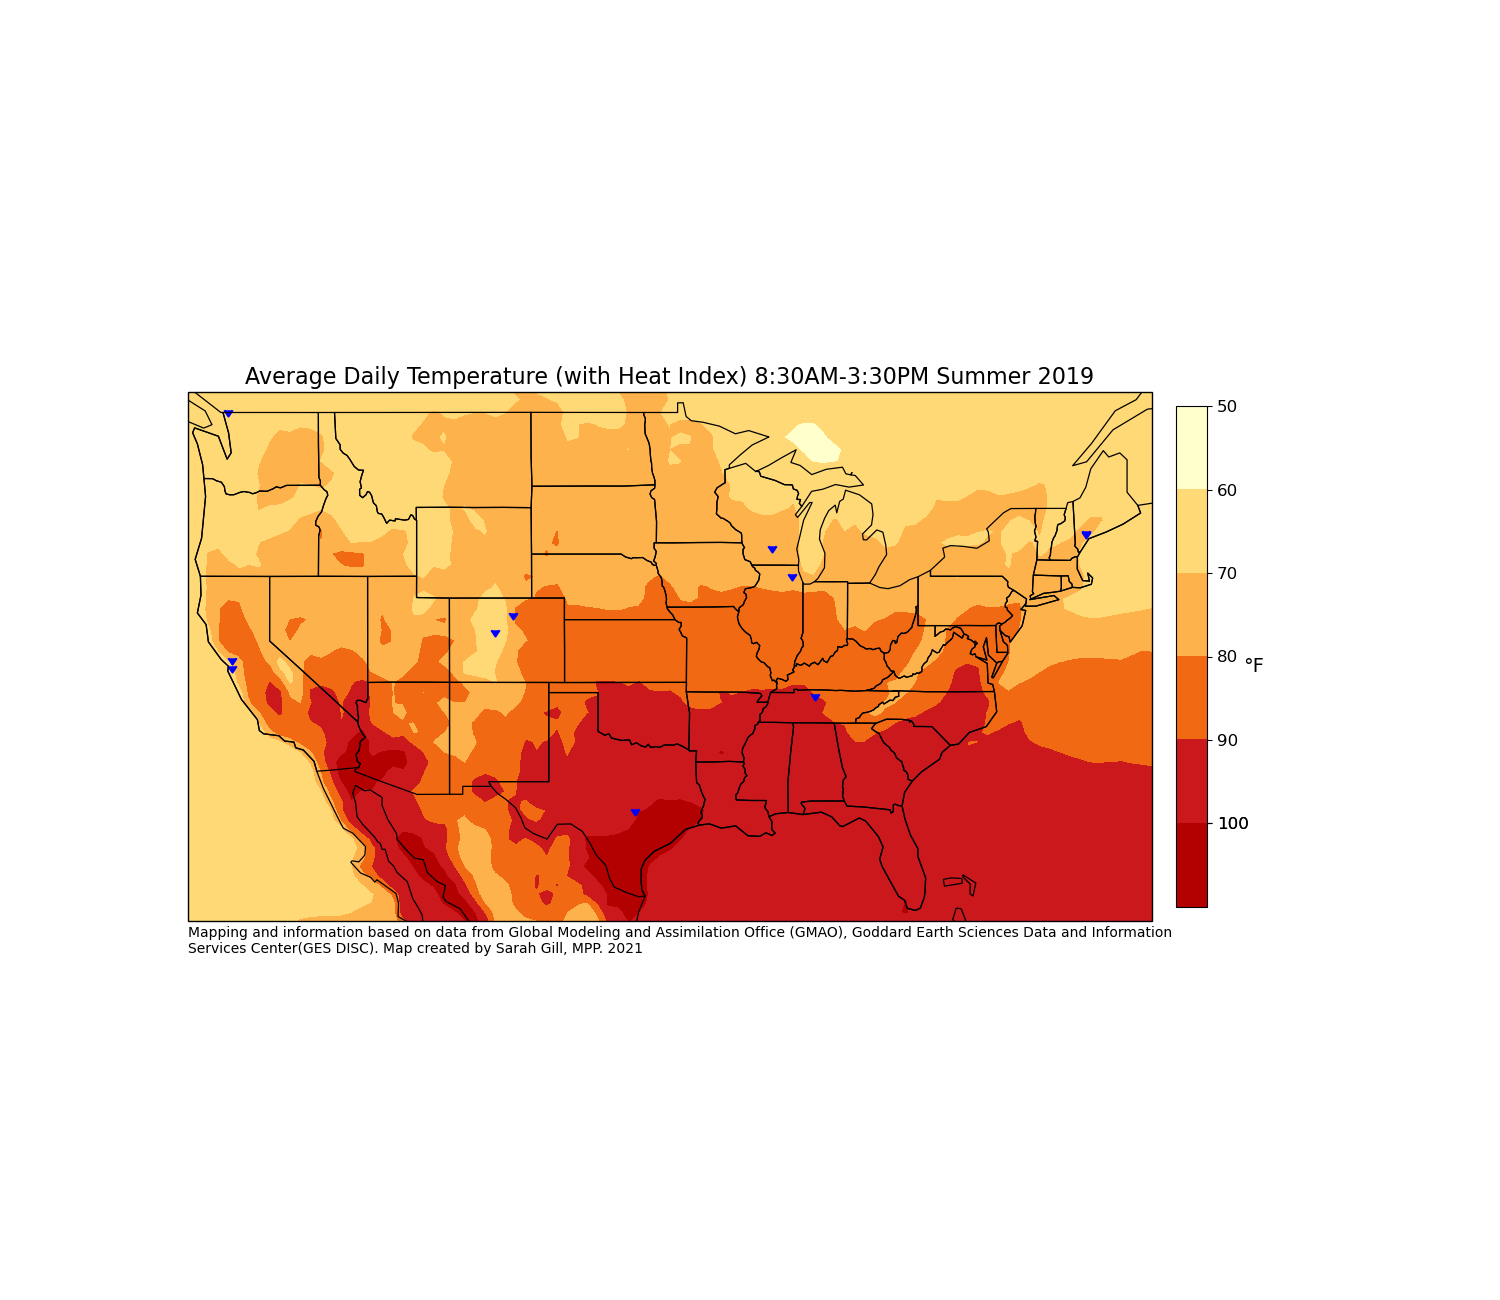 Average Daily Temperature (with Heat Index) 8:30AM-3:30PM Summer 2019
50
60
70
80
°F
90
100
Mapping and information based on data from Global Modeling and Assimilation Office (GMAO), Goddard Earth Sciences Data and Information
Services Center(GES DISC). Map created by Sarah Gill, MPP. 2021